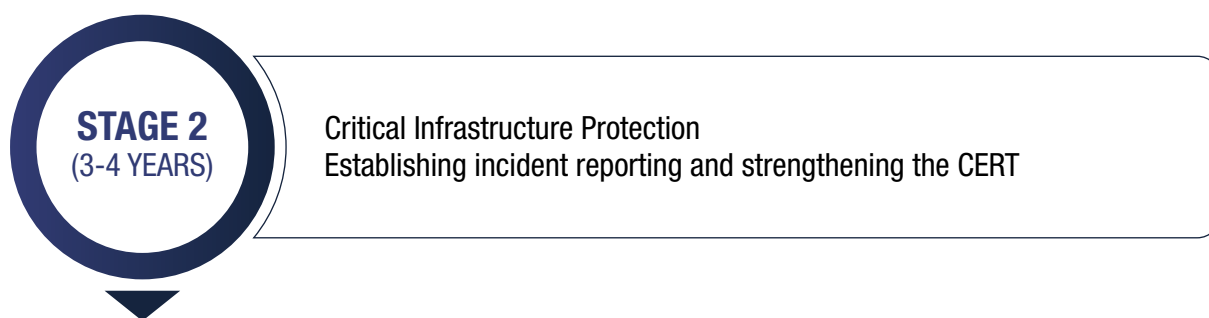 STAGE 2
(3-4 YEARS)
Critical Infrastructure Protection
Establishing incident reporting and strengthening the CERT